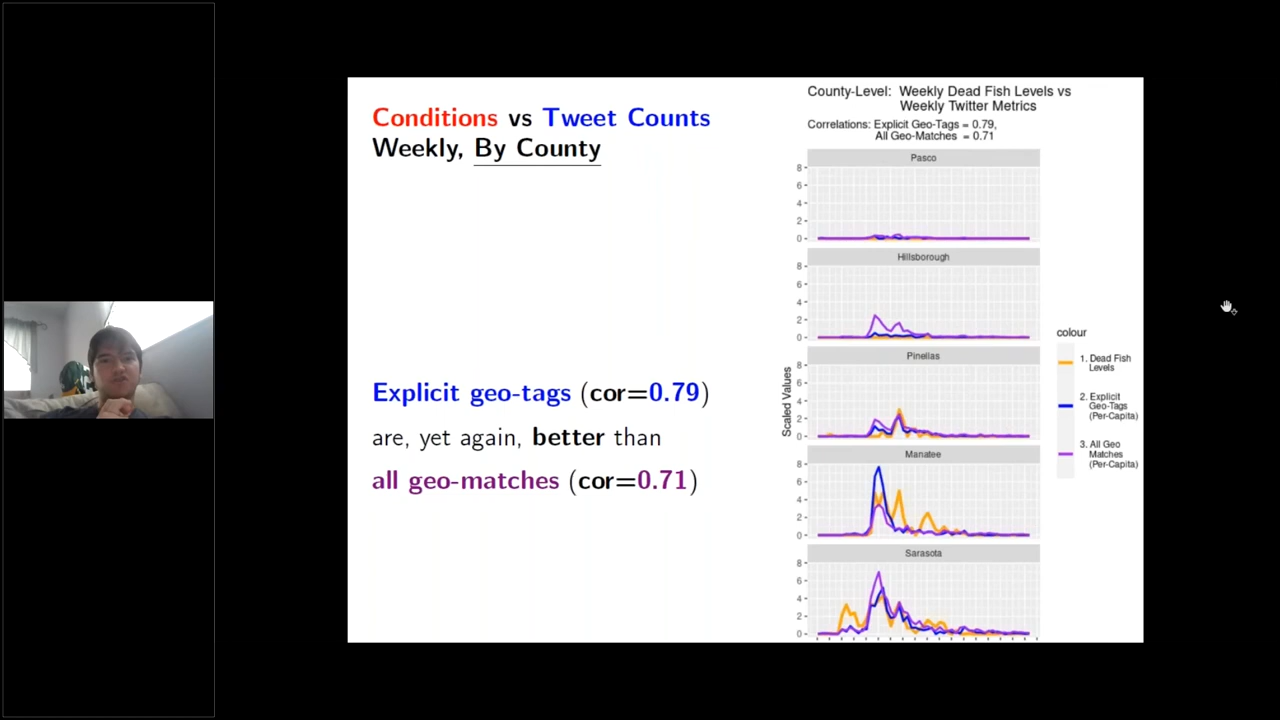 Conditions vs Tweet Counts
Weekly, By County
Explicit geo-tags (cor=0.79)
are, yet again, better than
all geo-matches (cor=0.71)
County-Level: Weekly Dead Fish Levels vs
Weekly Twitter Metrics
Correlations: Explicit Geo-Tags = 0.79,
All Geo-Matches = 0.71
Pasco
8
6
4
2
0
Hillsborough
8
6
4
2
0
Pinellas
8
6
4
2
0
Manatee
8
6
4
2
0
Sarasota
8
6
4
2
0
Scaled Values
colour
1. Dead Fish
Levels
2. Explicit
Geo-Tags
(Per-Capita)
3. All Geo
Matches
(Per-Capita)